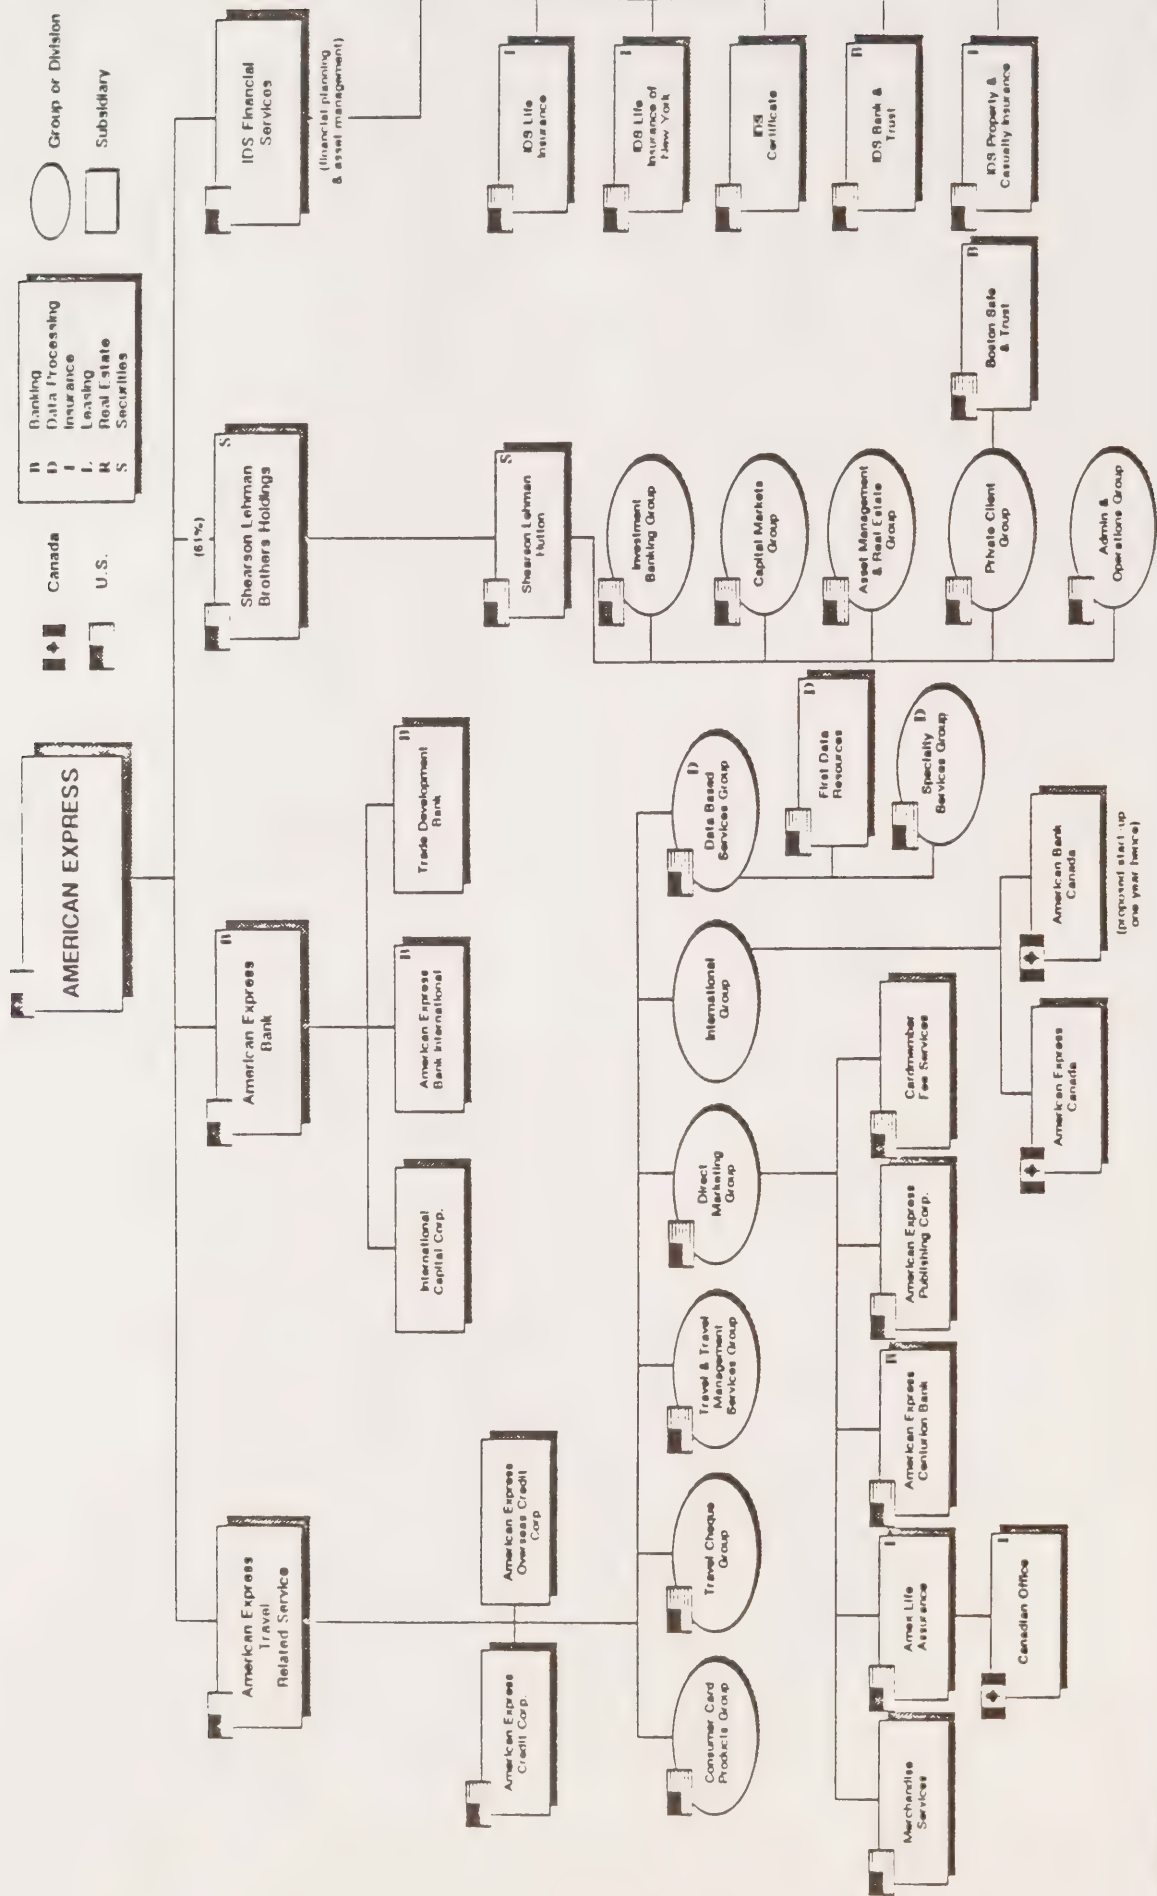 AMERICAN EXPRESS
Canada
U.S.
B Banking
D Data Processing
I Insurance
L Leasing
R Real Estate
S Securities
Group or Division
Subsidiary
American Express
Travel
Related Service
American Express
Bank
B
(61%)
Shearson Lehman
Brothers Holdings
S
IDS Financial
Services
(financial planning
& asset management)
American Express
Credit Corp.
American Express
Overseas Credit
Corp
International
Capital Corp.
American Express
Bank International
B
Trade Development
Bank
B
Shearson Lehman
Hutton
S
IDS Life
Insurance
I
IDS Life
Insurance of
New York
I
IDS
Certificate
IDS Bank &
Trust
B
IDS Property &
Casualty Insurance
I
Consumer Card
Products Group
Travel Cheque
Group
Travel & Travel
Management
Services Group
Direct
Marketing
Group
International
Group
Data Based
Services Group
D
First Data
Resources
D
Specialty
Services Group
D
Investment
Banking Group
Capital Markets
Group
Asset Management
& Real Estate
Group
Private Client
Group
Admin &
Operations Group
Boston Safe
& Trust
B
Merchandise
Services
Amex Life
Assurance
I
American Express
Centurion Bank
B
American Express
Publishing Corp.
Cardmember
Fee Services
Canadian Office
I
American Express
Canada
American Bank
Canada
(proposed start-up
one year hence)